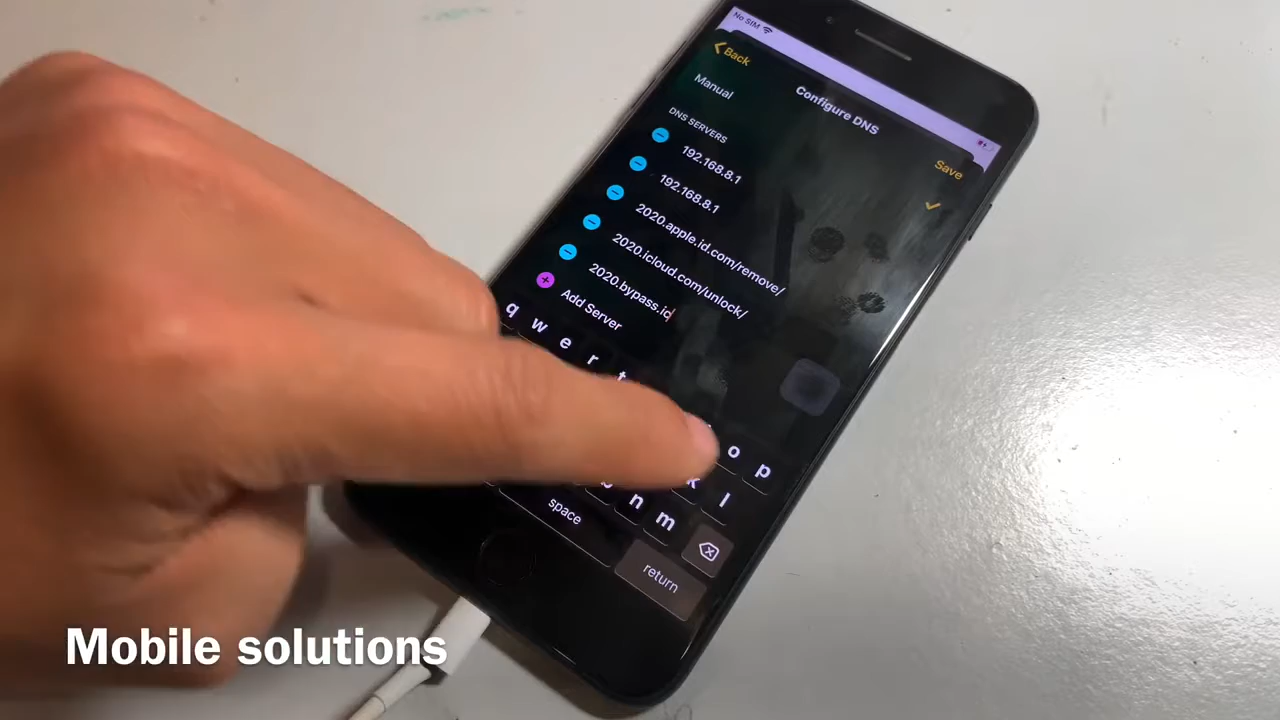 No SIM
Back
Configure DNS
Manual
Save
DNS SERVERS
192.168.8.1
192.168.8.1
2020.apple.id.com/remove/
2020.icloud.com/unlock/
2020.bypass.id
Add Server
q w e r t
o p
k l
n m
space
return
Mobile solutions